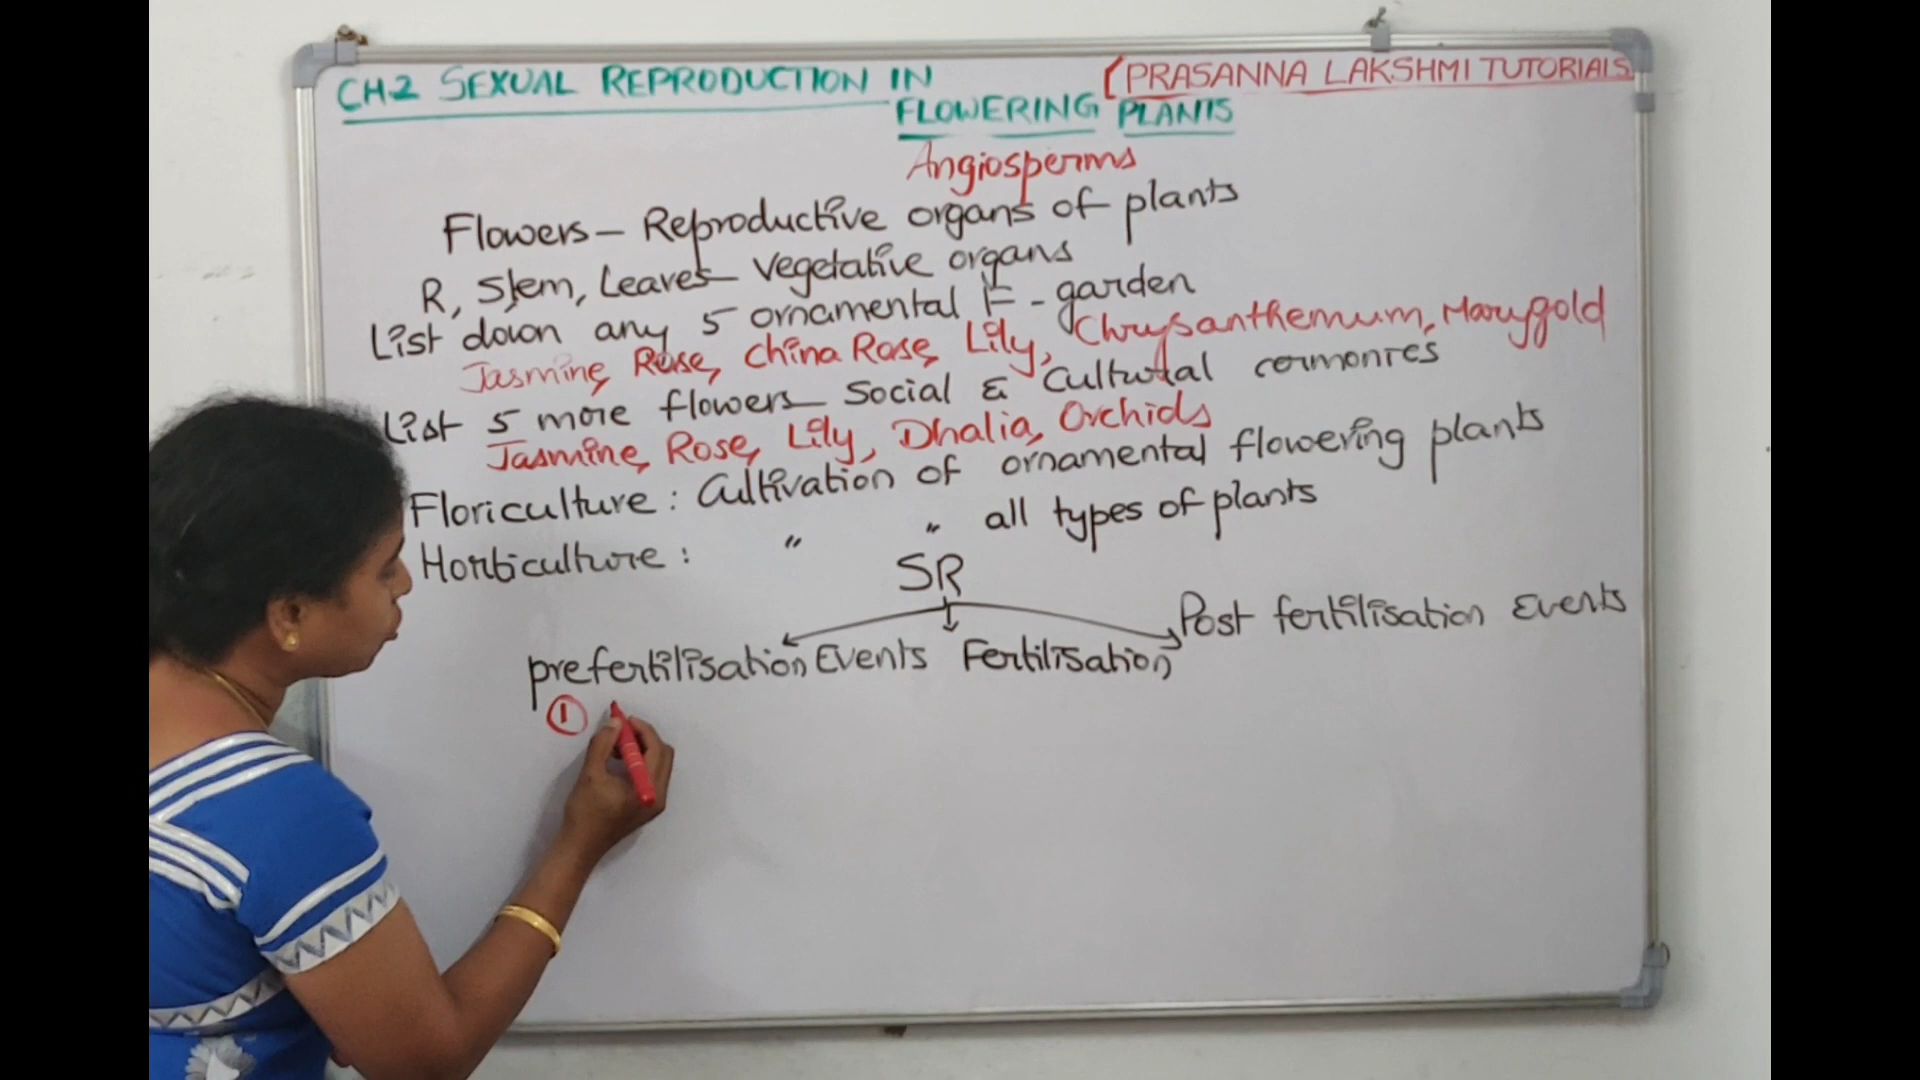 CH-2 SEXUAL REPRODUCTION IN
FLOWERING PLANTS
(PRASANNA LAKSHMI TUTORIALS
Angiosperms
Flowers - Reproductive organs of plants
R, Stem, Leaves - Vegetative organs
List down any 5 ornamental F - garden
Jasmine, Rose, China Rose, Lily, Chrysanthemum, Marygold
List 5 more flowers - Social & Cultural cermonies
Jasmine, Rose, Lily, Dhalia, Orchids
Floriculture : Cultivation of ornamental flowering plants
Horticulture : " " all types of plants
SR
prefertilisation Events Fertilisation Post fertilisation Events
①